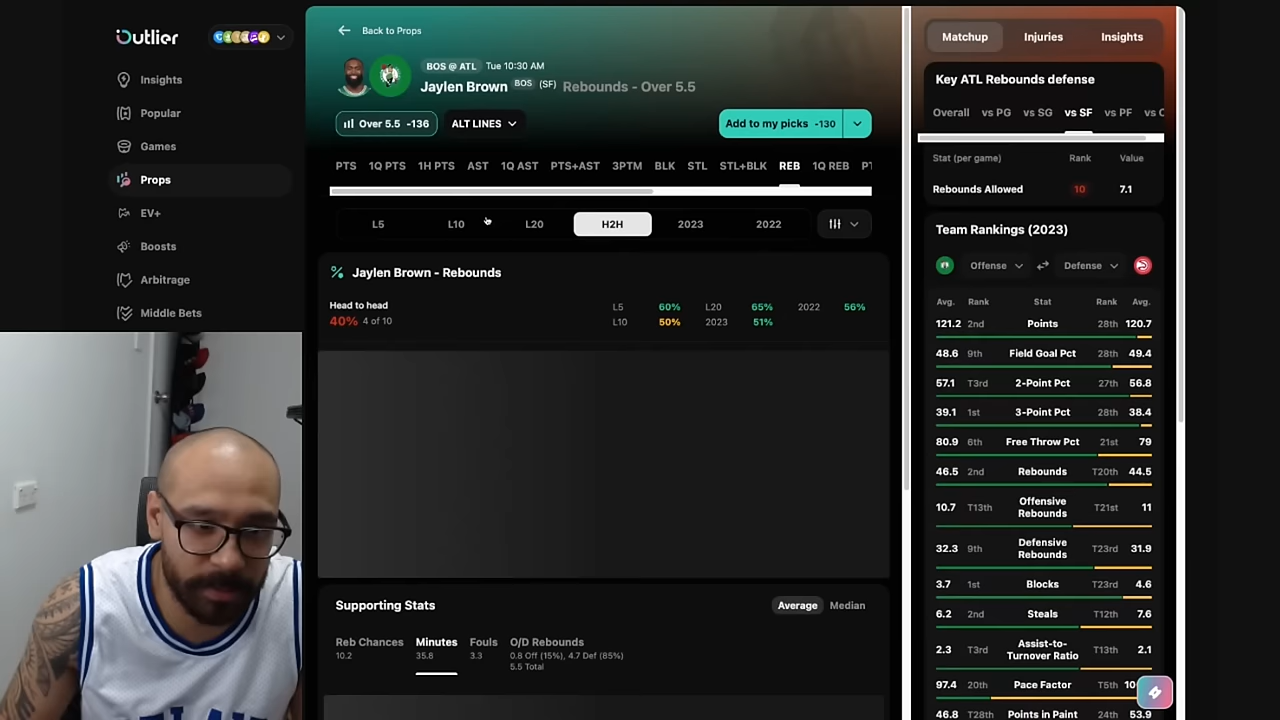 Outlier
Insights
Popular
Games
Props
EV+
Boosts
Arbitrage
Middle Bets
Back to Props
BOS @ ATL Tue 10:30 AM
Jaylen Brown BOS (SF) Rebounds - Over 5.5
Over 5.5 -136
ALT LINES
Add to my picks -130
PTS 1Q PTS 1H PTS AST 1Q AST PTS+AST 3PTM BLK STL STL+BLK REB 1Q REB
L5 L10 L20 H2H 2023 2022
Jaylen Brown - Rebounds
Head to head
40% 4 of 10
L5 60% L20 65% 2022 56%
L10 50% 2023 51%
Supporting Stats
Average Median
Reb Chances Minutes Fouls O/D Rebounds
10.2 35.8 3.3 0.8 Off (15%), 4.7 Def (85%)
5.5 Total
Matchup Injuries Insights
Key ATL Rebounds defense
Overall vs PG vs SG vs SF vs PF vs
Stat (per game) Rank Value
Rebounds Allowed 10 7.1
Team Rankings (2023)
Offense Defense
Avg. Rank Stat Rank Avg.
121.2 2nd Points 28th 120.7
48.6 9th Field Goal Pct 28th 49.4
57.1 T3rd 2-Point Pct 27th 56.8
39.1 1st 3-Point Pct 28th 38.4
80.9 6th Free Throw Pct 21st 79
46.5 2nd Rebounds T20th 44.5
10.7 T13th Offensive Rebounds T21st 11
32.3 9th Defensive Rebounds T23rd 31.9
3.7 1st Blocks T23rd 4.6
6.2 2nd Steals T12th 7.6
2.3 T3rd Assist-to-Turnover Ratio T13th 2.1
97.4 20th Pace Factor T5th
46.8 T28th Points in Paint 24th 53.9